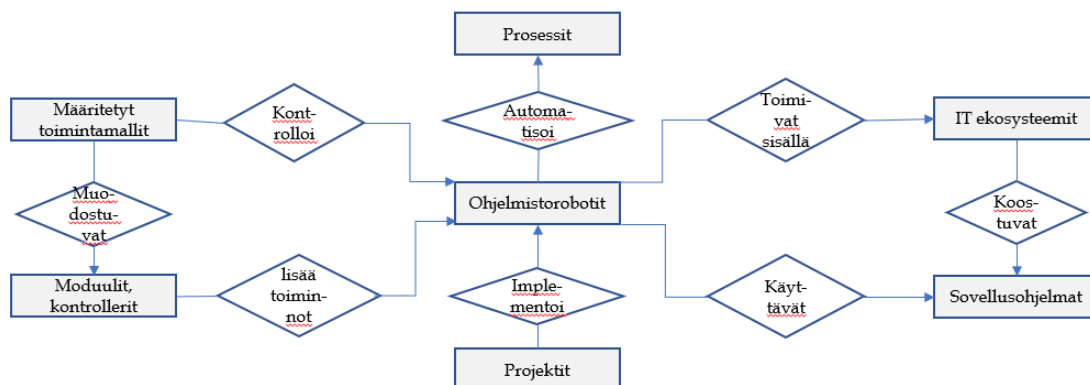 Prosessit
Määritetyt
toimintamallit
Kont-
rolloi
Automa-
tisoi
Toimi-
vat
sisällä
IT ekosysteemit
Muo-
dostu-
vat
Ohjelmistorobotit
Koos-
tuvat
Moduulit,
kontrollerit
lisää
toimin-
not
Imple-
mentoi
Käyt-
tävät
Sovellusohjelmat
Projektit